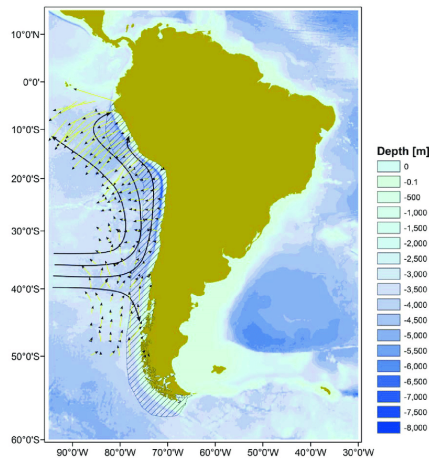 10°0'N
0°0'
10°0'S
20°0'S
30°0'S
40°0'S
50°0'S
60°0'S
90°0'W 80°0'W 70°0'W 60°0'W 50°0'W 40°0'W 30°0'W
Depth [m]
0
-0.1
-500
-1,000
-1,500
-2,000
-2,500
-3,000
-3,500
-4,000
-4,500
-5,000
-5,500
-6,000
-6,500
-7,000
-7,500
-8,000